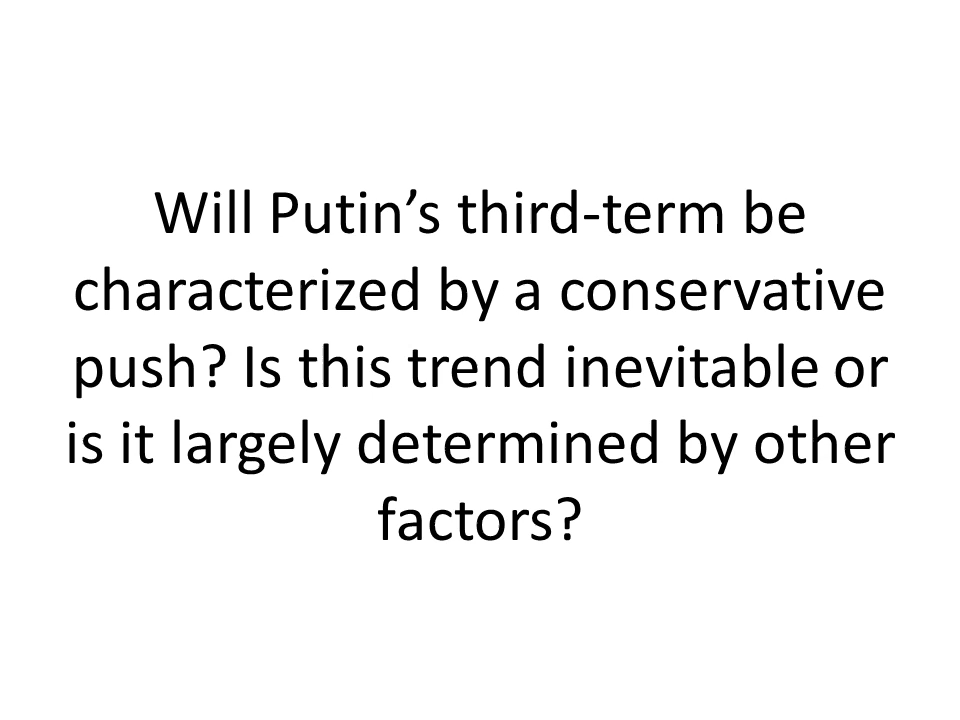 Will Putin’s third-term be
characterized by a conservative
push? Is this trend inevitable or
is it largely determined by other
factors?